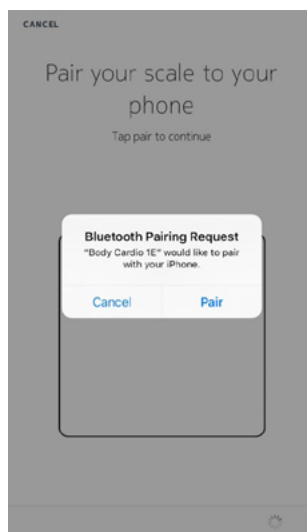 CANCEL
Pair your scale to your
phone
Tap pair to continue
Bluetooth Pairing Request
"Body Cardio 1E" would like to pair
with your iPhone.
Cancel
Pair